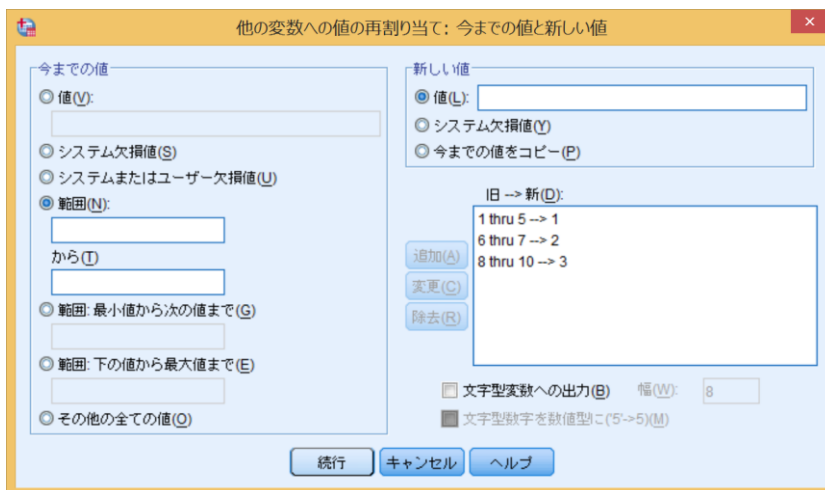 他の変数への値の再割り当て: 今までの値と新しい値
今までの値
値(V):
システム欠損値(S)
システムまたはユーザー欠損値(U)
範囲(N):
から(T)
範囲: 最小値から次の値まで(G)
範囲: 下の値から最大値まで(E)
その他の全ての値(O)
新しい値
値(L):
システム欠損値(Y)
今までの値をコピー(P)
旧 --> 新(D):
追加(A)
変更(C)
除去(R)
1 thru 5 --> 1
6 thru 7 --> 2
8 thru 10 --> 3
文字型変数への出力(B) 幅(W): 8
文字型数字を数値型に('5'->5)(M)
続行 キャンセル ヘルプ